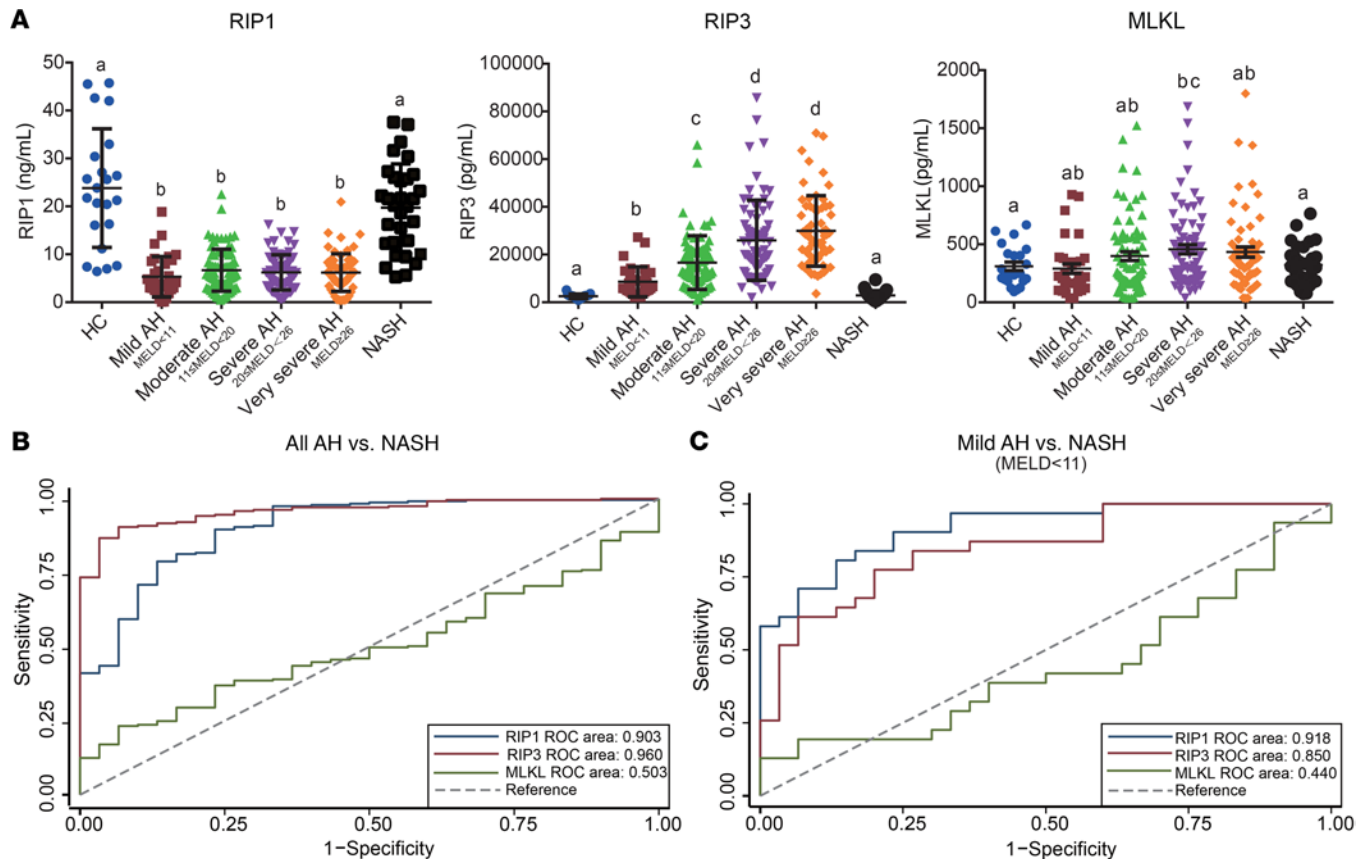 A
RIP1
RIP3
MLKL
RIP1 (ng/mL)
50
40
30
20
10
0
a
b
b
b
b
a
HC
Mild AH
MELD<11
Moderate AH
11≤MELD<20
Severe AH
20≤MELD<26
Very severe AH
MELD≥26
NASH
RIP3 (pg/mL)
100000
80000
60000
40000
20000
0
a
b
c
d
d
a
HC
Mild AH
MELD<11
Moderate AH
11≤MELD<20
Severe AH
20≤MELD<26
Very severe AH
MELD≥26
NASH
MLKL(pg/mL)
2000
1500
1000
500
0
a
ab
ab
bc
ab
a
HC
Mild AH
MELD<11
Moderate AH
11≤MELD<20
Severe AH
20≤MELD<26
Very severe AH
MELD≥26
NASH
B
All AH vs. NASH
Sensitivity
1.00
0.75
0.50
0.25
0.00
RIP1 ROC area: 0.903
RIP3 ROC area: 0.960
MLKL ROC area: 0.503
Reference
0.00 0.25 0.50 0.75 1.00
1−Specificity
C
Mild AH vs. NASH
(MELD<11)
Sensitivity
1.00
0.75
0.50
0.25
0.00
RIP1 ROC area: 0.918
RIP3 ROC area: 0.850
MLKL ROC area: 0.440
Reference
0.00 0.25 0.50 0.75 1.00
1−Specificity